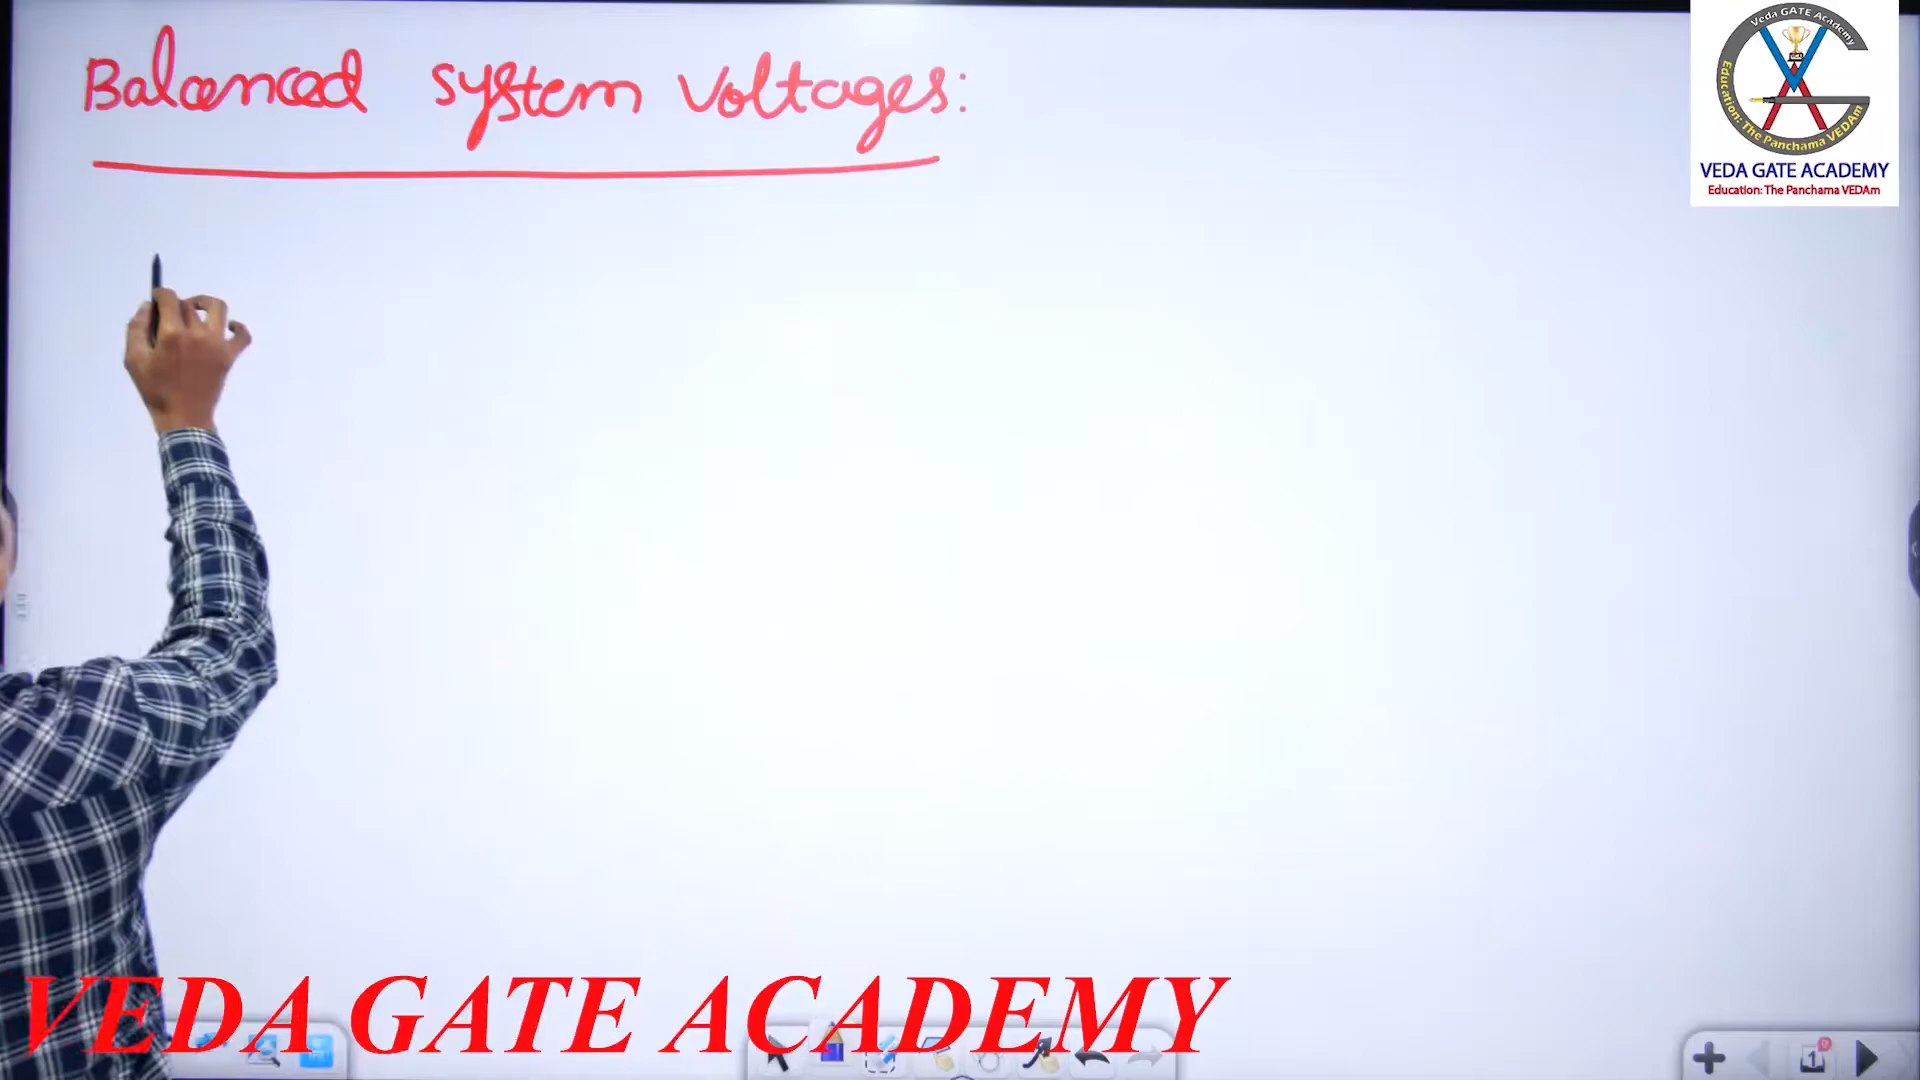 Balanced system Voltages:
Veda GATE Academy
Education: The Panchama VEDAm
VEDA GATE ACADEMY
Education: The Panchama VEDAm
VEDA GATE ACADEMY
1